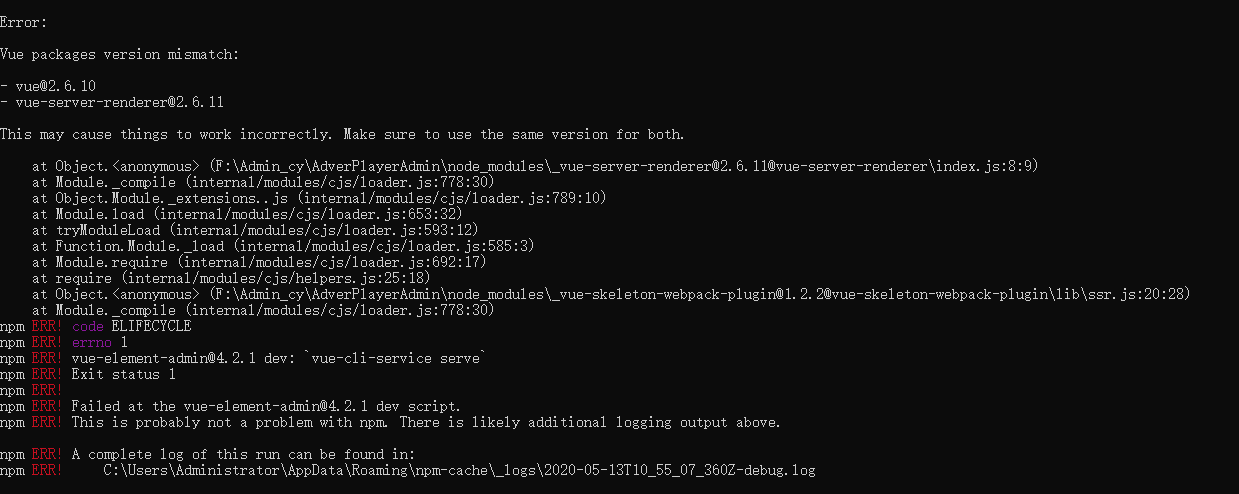 Error:
Vue packages version mismatch:
- vue@2.6.10
- vue-server-renderer@2.6.11
This may cause things to work incorrectly. Make sure to use the same version for both.
at Object.<anonymous> (F:\Admin_cy\AdverPlayerAdmin\node_modules\_vue-server-renderer@2.6.11@vue-server-renderer\index.js:8:9)
at Module._compile (internal/modules/cjs/loader.js:778:30)
at Object.Module._extensions..js (internal/modules/cjs/loader.js:789:10)
at Module.load (internal/modules/cjs/loader.js:653:32)
at tryModuleLoad (internal/modules/cjs/loader.js:593:12)
at Function.Module._load (internal/modules/cjs/loader.js:585:3)
at Module.require (internal/modules/cjs/loader.js:692:17)
at require (internal/modules/cjs/helpers.js:25:18)
at Object.<anonymous> (F:\Admin_cy\AdverPlayerAdmin\node_modules\_vue-skeleton-webpack-plugin@1.2.2@vue-skeleton-webpack-plugin\lib\ssr.js:20:28)
at Module._compile (internal/modules/cjs/loader.js:778:30)
npm ERR! code ELIFECYCLE
npm ERR! errno 1
npm ERR! vue-element-admin@4.2.1 dev: `vue-cli-service serve`
npm ERR! Exit status 1
npm ERR!
npm ERR! Failed at the vue-element-admin@4.2.1 dev script.
npm ERR! This is probably not a problem with npm. There is likely additional logging output above.
npm ERR! A complete log of this run can be found in:
npm ERR!     C:\Users\Administrator\AppData\Roaming\npm-cache\_logs\2020-05-13T10_55_07_360Z-debug.log